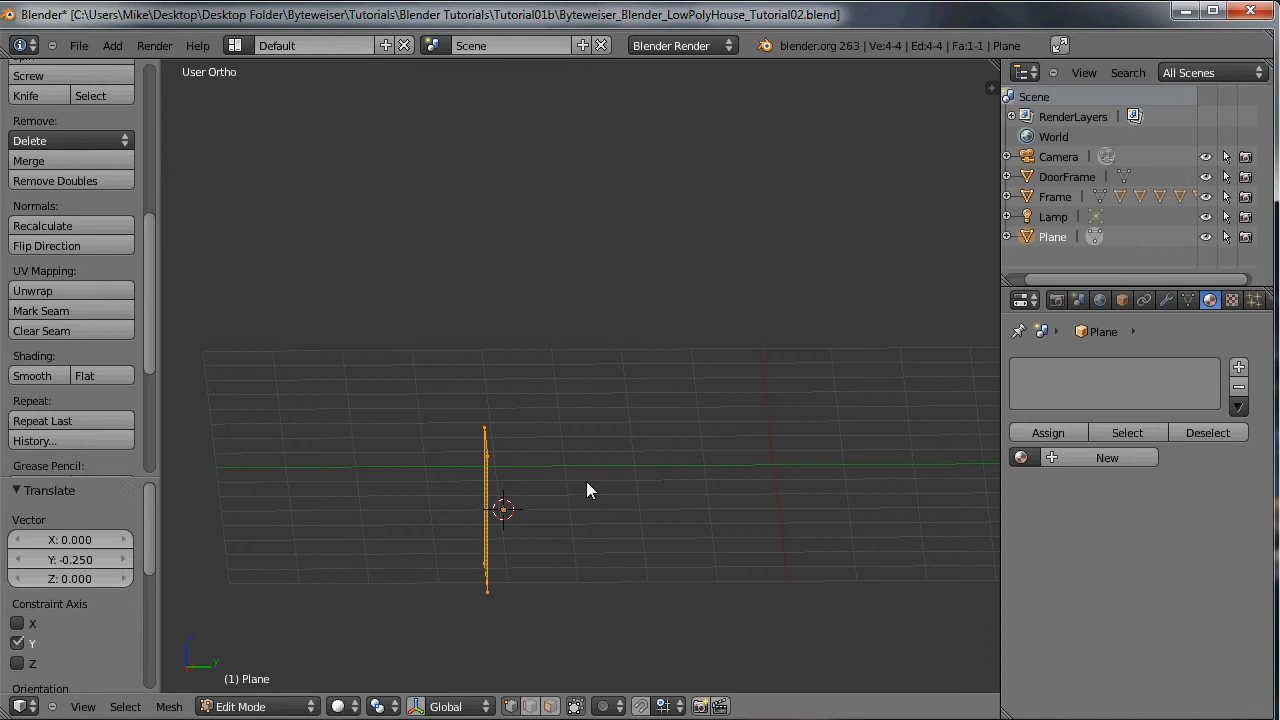 Blender* [C:\Users\Mike\Desktop\Desktop Folder\Byteweiser\Tutorials\Blender Tutorials\Tutorial01b\Byteweiser_Blender_LowPolyHouse_Tutorial02.blend]
File Add Render Help Default Scene Blender Render blender.org 263 | Ve:4-4 | Ed:4-4 | Fa:1-1 | Plane
User Ortho
Screw
Knife Select
Remove:
Delete
Merge
Remove Doubles
Normals:
Recalculate
Flip Direction
UV Mapping:
Unwrap
Mark Seam
Clear Seam
Shading:
Smooth Flat
Repeat:
Repeat Last
History...
Grease Pencil:
Translate
Vector
X: 0.000
Y: -0.250
Z: 0.000
Constraint Axis
X
Y
Z
Orientation
z
y
(1) Plane
View Select Mesh Edit Mode Global
View Search All Scenes
Scene
RenderLayers |
World
Camera |
DoorFrame |
Frame |
Lamp |
Plane |
Plane
Assign Select Deselect
New